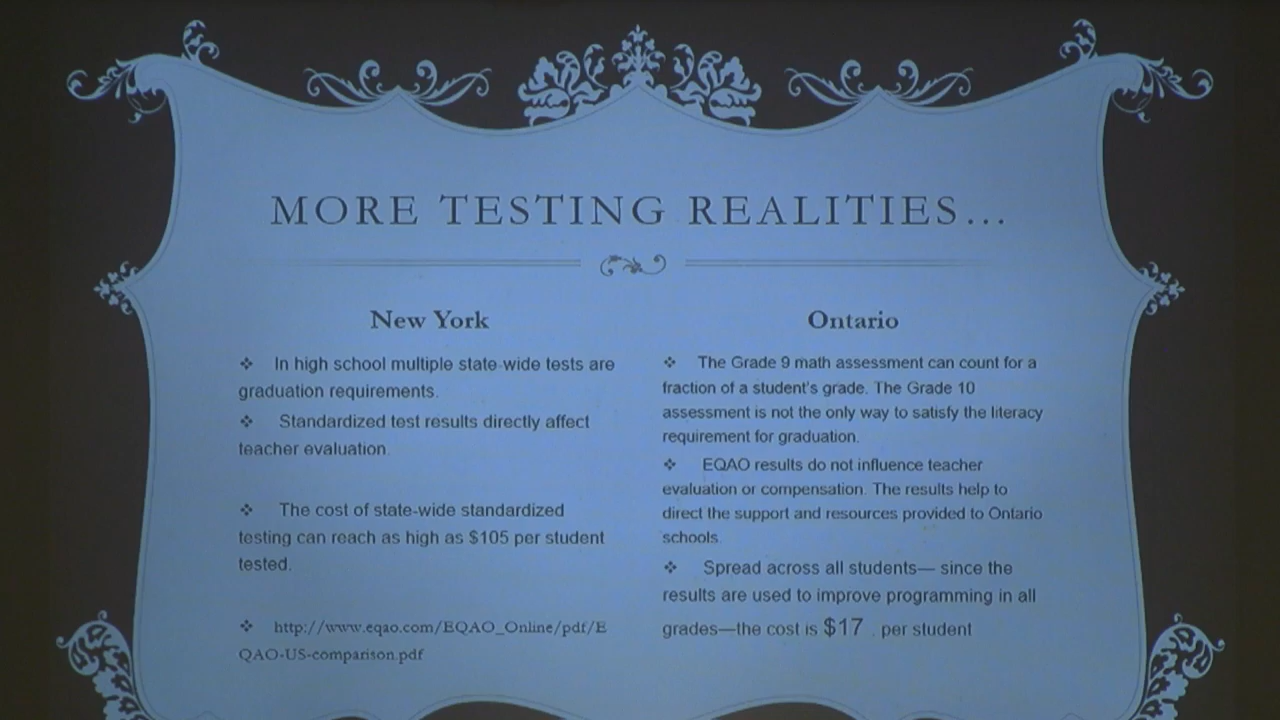 MORE TESTING REALITIES...
New York
❖ In high school multiple state-wide tests are
graduation requirements.
❖ Standardized test results directly affect
teacher evaluation.
❖ The cost of state-wide standardized
testing can reach as high as $105 per student
tested.
❖ http://www.eqao.com/EQAO_Online/pdf/E
QAO-US-comparison.pdf
Ontario
❖ The Grade 9 math assessment can count for a
fraction of a student's grade. The Grade 10
assessment is not the only way to satisfy the literacy
requirement for graduation.
❖ EQAO results do not influence teacher
evaluation or compensation. The results help to
direct the support and resources provided to Ontario
schools.
❖ Spread across all students— since the
results are used to improve programming in all
grades—the cost is $17 . per student